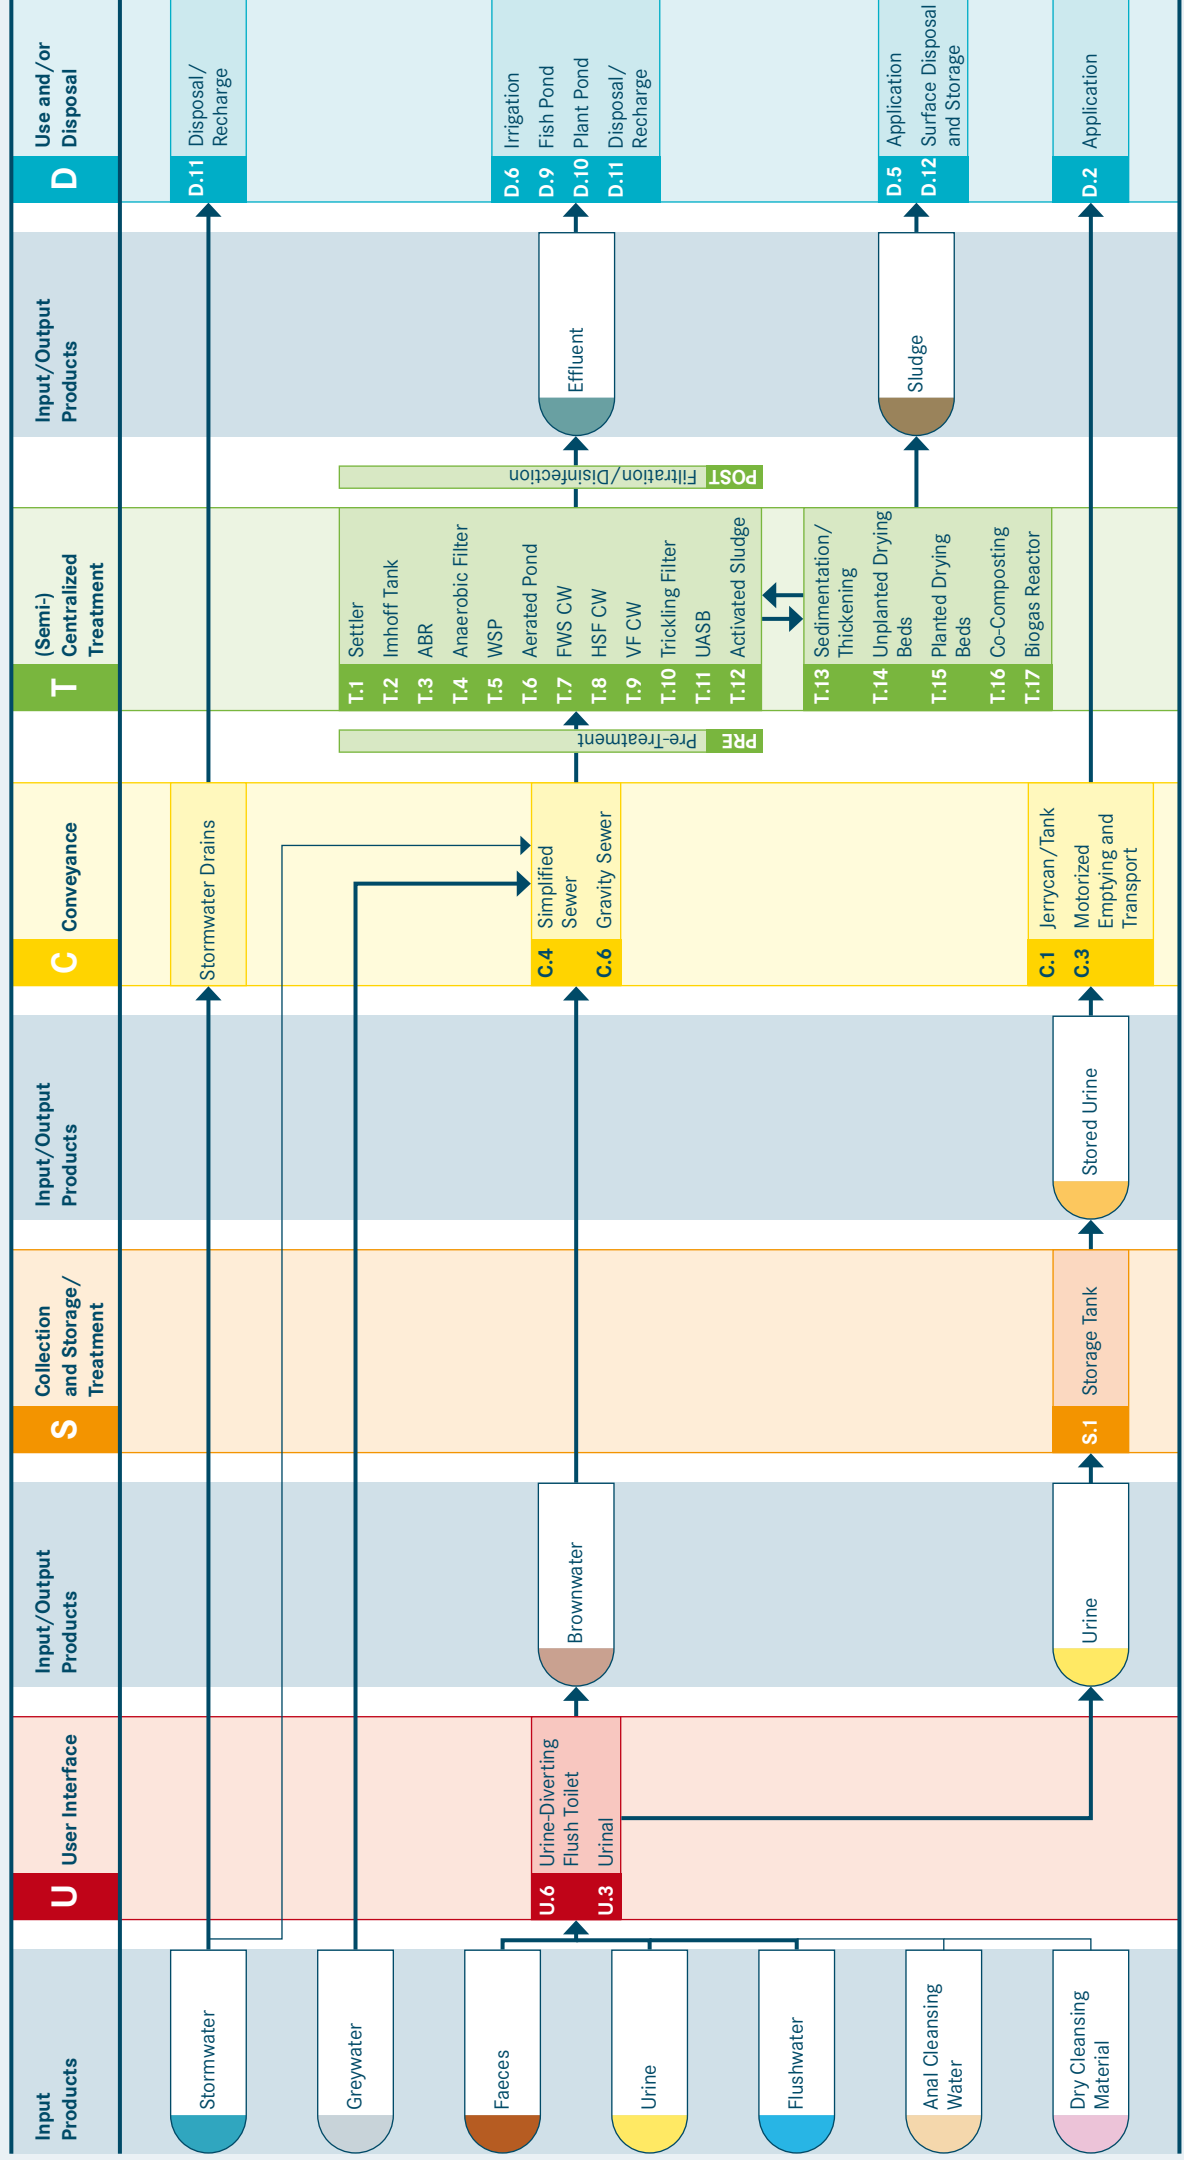 Input
Products
U
User Interface
Input/Output
Products
S
Collection
and Storage/
Treatment
Input/Output
Products
C
Conveyance
T
(Semi-)
Centralized
Treatment
Input/Output
Products
D
Use and/or
Disposal
Stormwater
Stormwater Drains
D.11
Disposal/
Recharge
Greywater
Faeces
Urine
Flushwater
Anal Cleansing
Water
Dry Cleansing
Material
U.6
Urine-Diverting
Flush Toilet
U.3
Urinal
Brownwater
Urine
S.1
Storage Tank
Stored Urine
C.4
Simplified
Sewer
C.6
Gravity Sewer
C.1
Jerrycan/Tank
C.3
Motorized
Emptying and
Transport
PRE
Pre-Treatment
T.1
Settler
T.2
Imhoff Tank
T.3
ABR
T.4
Anaerobic Filter
T.5
WSP
T.6
Aerated Pond
T.7
FWS CW
T.8
HSF CW
T.9
VF CW
T.10
Trickling Filter
T.11
UASB
T.12
Activated Sludge
T.13
Sedimentation/
Thickening
T.14
Unplanted Drying
Beds
T.15
Planted Drying
Beds
T.16
Co-Composting
T.17
Biogas Reactor
POST
Filtration/Disinfection
Effluent
Sludge
D.6
Irrigation
D.9
Fish Pond
D.10
Plant Pond
D.11
Disposal/
Recharge
D.5
Application
D.12
Surface Disposal
and Storage
D.2
Application